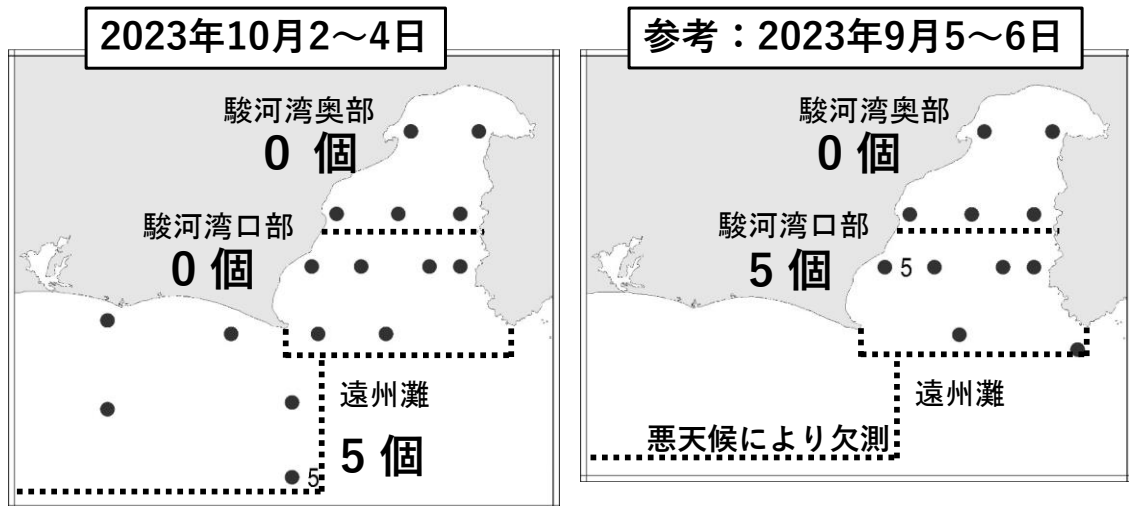 2023年10月2～4日
駿河湾奥部
0 個
駿河湾口部
0 個
遠州灘
5 個
5
参考：2023年9月5～6日
駿河湾奥部
0 個
駿河湾口部
5 個
5
遠州灘
悪天候により欠測